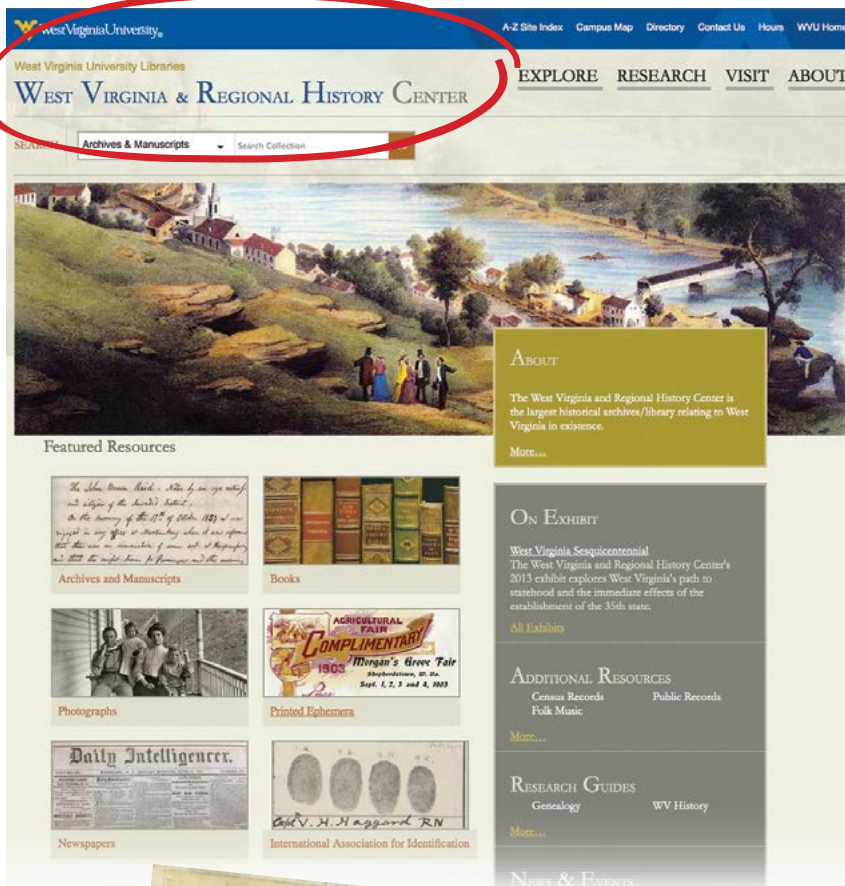 WestVirginiaUniversity®
A-Z Site Index Campus Map Directory Contact Us Hours WVU Home
West Virginia University Libraries
WEST VIRGINIA & REGIONAL HISTORY CENTER
EXPLORE RESEARCH VISIT ABOUT
SEARCH Archives & Manuscripts Search Collection
ABOUT
The West Virginia and Regional History Center is
the largest historical archives/library relating to West
Virginia in existence.
More...
Featured Resources
Archives and Manuscripts
Books
AGRICULTURAL
FAIR
COMPLIMENTARY
1903 Morgan's Grove Fair
Shepherdstown, W. Va.
Sept. 1, 2, 3 and 4, 1903
Pass
Photographs
Printed Ephemera
Daily Intelligencer.
Capt V. H. Haggard RN
Newspapers
International Association for Identification
ON EXHIBIT
West Virginia Sesquicentennial
The West Virginia and Regional History Center's
2013 exhibit explores West Virginia's path to
statehood and the immediate effects of the
establishment of the 35th state.
All Exhibits
ADDITIONAL RESOURCES
Census Records Public Records
Folk Music
More...
RESEARCH GUIDES
Genealogy WV History
More...
NEWS & EVENTS